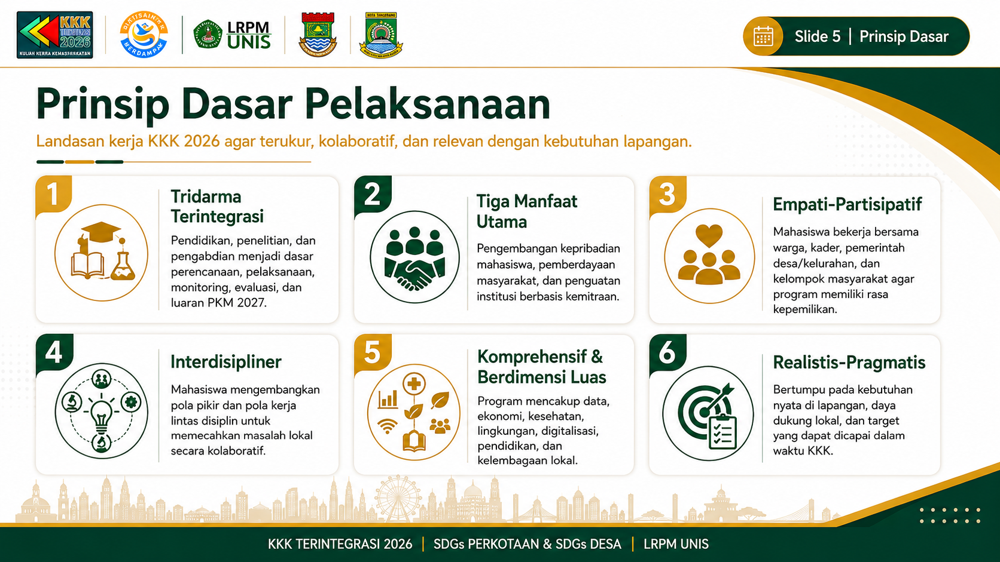 KKK
2026
KULIAH KERJA KEMASYARAKATAN
BERDAMPAK
LRPM
UNIS
KOTA TANGERANG
Slide 5 | Prinsip Dasar
Prinsip Dasar Pelaksanaan
Landasan kerja KKK 2026 agar terukur, kolaboratif, dan relevan dengan kebutuhan lapangan.
1
Tridarma
Terintegrasi
Pendidikan, penelitian, dan
pengabdian menjadi dasar
perencanaan, pelaksanaan,
monitoring, evaluasi, dan
luaran PKM 2027.
2
Tiga Manfaat
Utama
Pengembangan kepribadian
mahasiswa, pemberdayaan
masyarakat, dan penguatan
institusi berbasis kemitraan.
3
Empati-Partisipatif
Mahasiswa bekerja bersama
warga, kader, pemerintah
desa/kelurahan, dan
kelompok masyarakat agar
program memiliki rasa
kepemilikan.
4
Interdisipliner
Mahasiswa mengembangkan
pola pikir dan pola kerja
lintas disiplin untuk
memecahkan masalah lokal
secara kolaboratif.
5
Komprehensif &
Berdimensi Luas
Program mencakup data,
ekonomi, kesehatan,
lingkungan, digitalisasi,
pendidikan, dan
kelembagaan lokal.
6
Realistis-Pragmatis
Bertumpu pada kebutuhan
nyata di lapangan, daya
dukung lokal, dan target
yang dapat dicapai dalam
waktu KKK.
KKK TERINTEGRASI 2026 | SDGs PERKOTAAN & SDGs DESA | LRPM UNIS